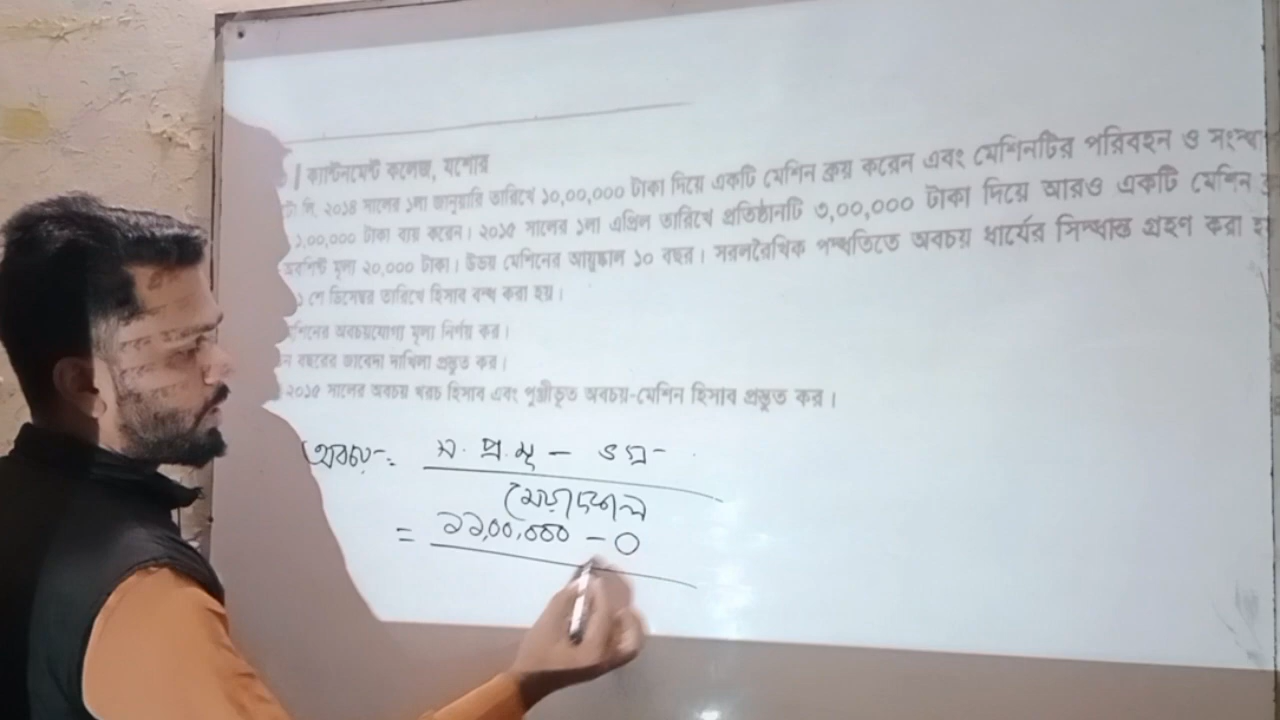 ক্যান্টনমেন্ট কলেজ, যশোর
লি. ২০১৪ সালের ১লা জানুয়ারি তারিখে ১০,০০,০০০ টাকা দিয়ে একটি মেশিন ক্রয় করেন এবং মেশিনটির পরিবহন ও
১,০০,০০০ টাকা ব্যয় করেন। ২০১৫ সালের ১লা এপ্রিল তারিখে প্রতিষ্ঠানটি ৩,০০,০০০ টাকা দিয়ে আরও একটি মেশিন
মূল্য ২০,০০০ টাকা। উভয় মেশিনের আয়ুষ্কাল ১০ বছর। সরলরৈখিক পদ্ধতিতে অবচয় ধার্যের সিদ্ধান্ত গ্রহণ করা
শে ডিসেম্বর তারিখে হিসাব বন্ধ করা হয়।
অবচয়যোগ্য মূল্য নির্ণয় কর।
বছরের জাবেদা দাখিলা প্রস্তুত কর।
২০১৫ সালের অবচয় খরচ হিসাব এবং পুঞ্জীভূত অবচয়-মেশিন হিসাব প্রস্তুত কর।
অবচয় = ম. প্র. মূ —
মেয়াদকাল
= ১১,০০,০০০ – ০